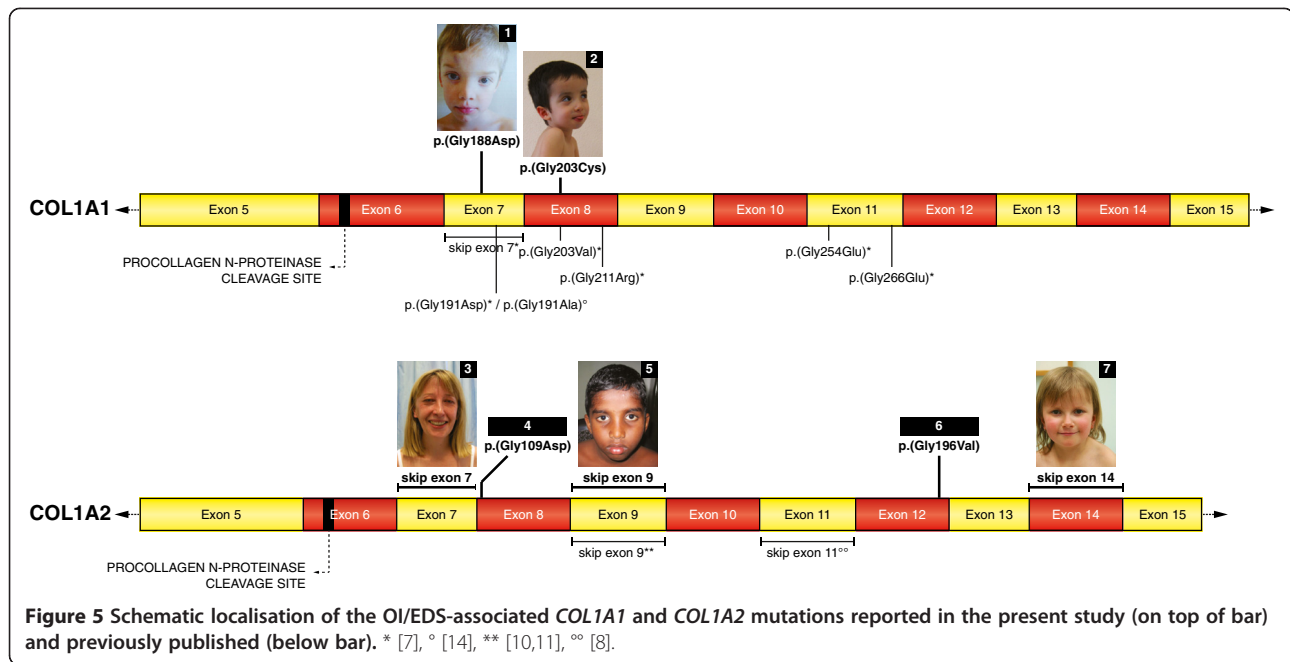 1
2
p.(Gly188Asp)
p.(Gly203Cys)
COL1A1
Exon 5
Exon 6
Exon 7
Exon 8
Exon 9
Exon 10
Exon 11
Exon 12
Exon 13
Exon 14
Exon 15
skip exon 7*
p.(Gly203Val)*
p.(Gly254Glu)*
PROCOLLAGEN N-PROTEINASE
CLEAVAGE SITE
p.(Gly211Arg)*
p.(Gly266Glu)*
p.(Gly191Asp)* / p.(Gly191Ala)°
3
5
7
4
6
p.(Gly109Asp)
p.(Gly196Val)
skip exon 7
skip exon 9
skip exon 14
COL1A2
Exon 5
Exon 6
Exon 7
Exon 8
Exon 9
Exon 10
Exon 11
Exon 12
Exon 13
Exon 14
Exon 15
skip exon 9**
skip exon 11°°
PROCOLLAGEN N-PROTEINASE
CLEAVAGE SITE
Figure 5 Schematic localisation of the OI/EDS-associated COL1A1 and COL1A2 mutations reported in the present study (on top of bar)
and previously published (below bar). * [7], ° [14], ** [10,11], °° [8].